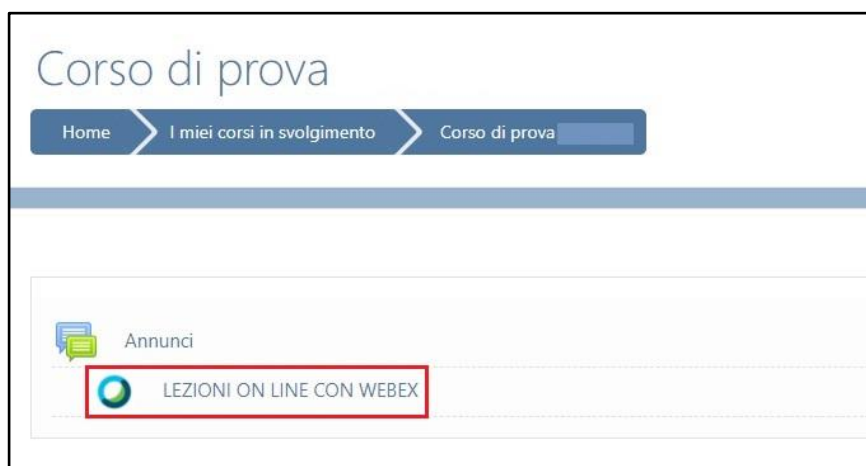 Corso di prova
Home I miei corsi in svolgimento Corso di prova
Annunci
LEZIONI ON LINE CON WEBEX